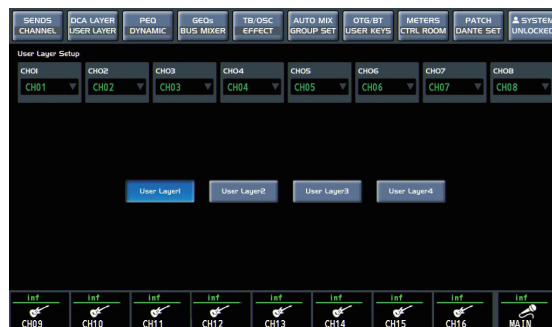 SENDS DCA LAYER PEQ GEQs TB/OSC AUTO MIX OTG/BT METERS PATCH SYSTEM
CHANNEL USER LAYER DYNAMIC BUS MIXER EFFECT GROUP SET USER KEYS CTRL ROOM DANTE SET UNLOCKED
User Layer Setup
CH01 CH02 CH03 CH04 CH05 CH06 CH07 CH08
CH01 CH02 CH03 CH04 CH05 CH06 CH07 CH08
User Layer1 User Layer2 User Layer3 User Layer4
inf inf inf inf inf inf inf inf inf
CH09 CH10 CH11 CH12 CH13 CH14 CH15 CH16 MAIN